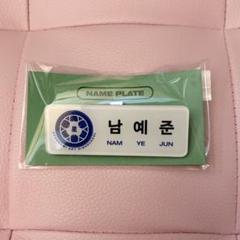 NAME PLATE
남 예 준
NAM YE JUN